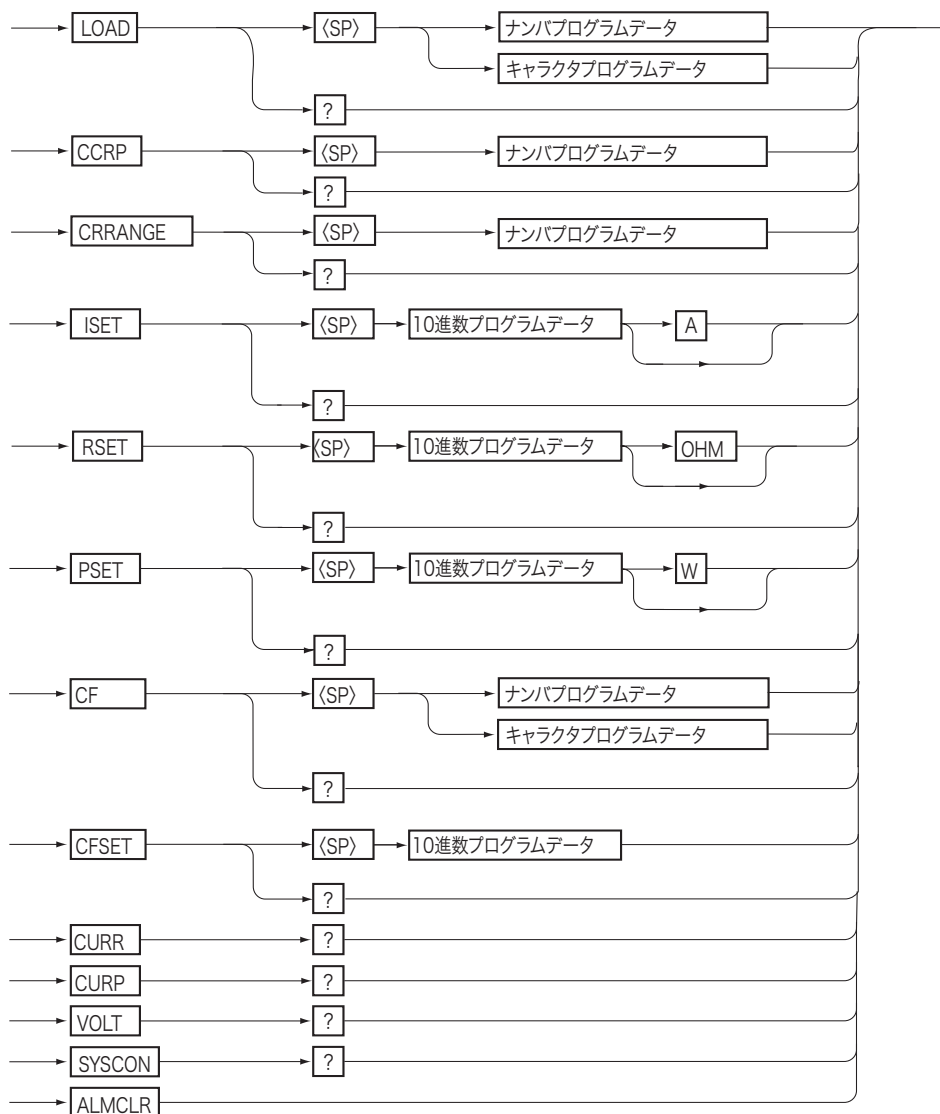 LOAD 〈SP〉 ナンバプログラムデータ
キャラクタプログラムデータ
?
CCRP 〈SP〉 ナンバプログラムデータ
?
CRRANGE 〈SP〉 ナンバプログラムデータ
?
ISET 〈SP〉 10進数プログラムデータ A
?
RSET 〈SP〉 10進数プログラムデータ OHM
?
PSET 〈SP〉 10進数プログラムデータ W
?
CF 〈SP〉 ナンバプログラムデータ
キャラクタプログラムデータ
?
CFSET 〈SP〉 10進数プログラムデータ
?
CURR ?
CURP ?
VOLT ?
SYSCON ?
ALMCLR